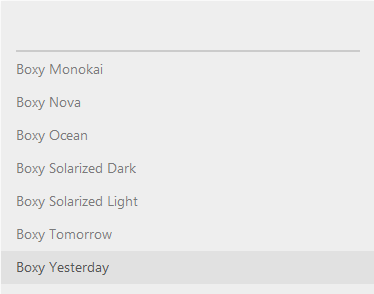 Boxy Monokai
Boxy Nova
Boxy Ocean
Boxy Solarized Dark
Boxy Solarized Light
Boxy Tomorrow
Boxy Yesterday